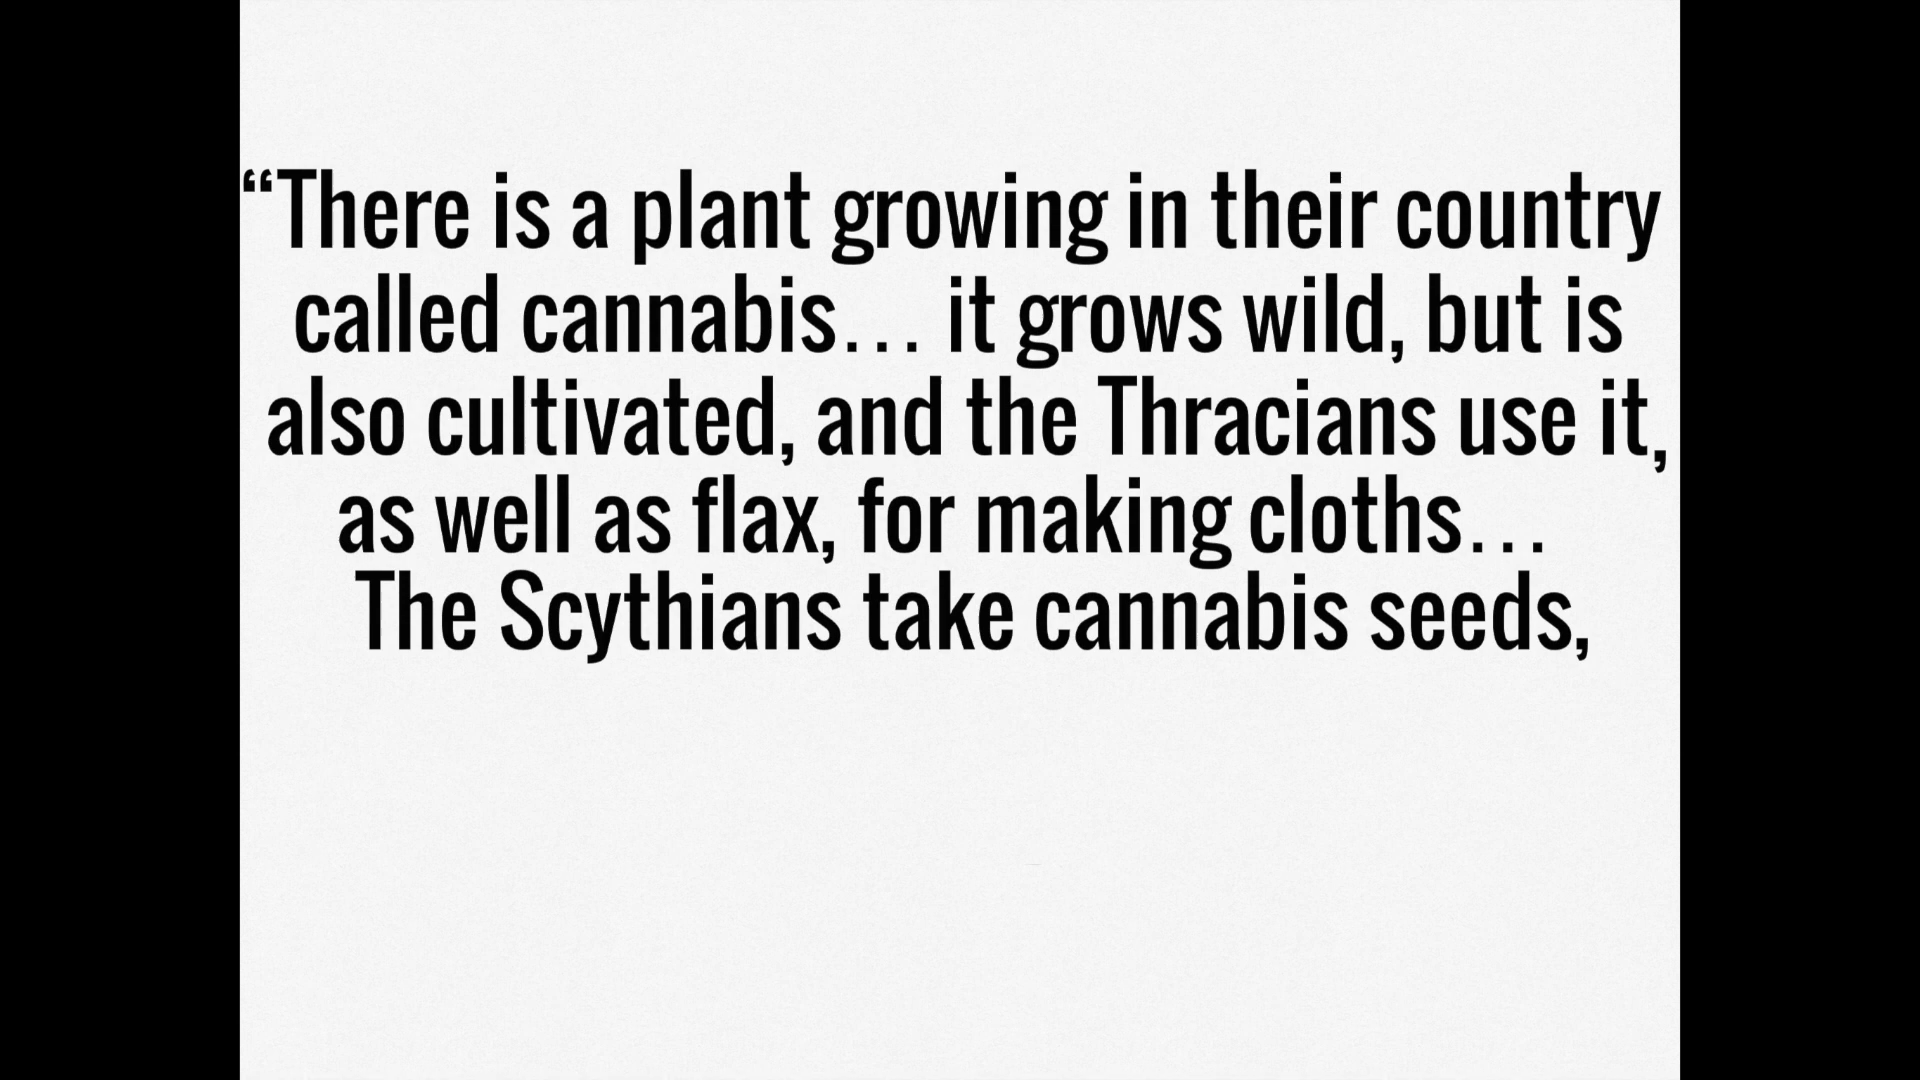 “There is a plant growing in their country
called cannabis… it grows wild, but is
also cultivated, and the Thracians use it,
as well as flax, for making cloths…
The Scythians take cannabis seeds,